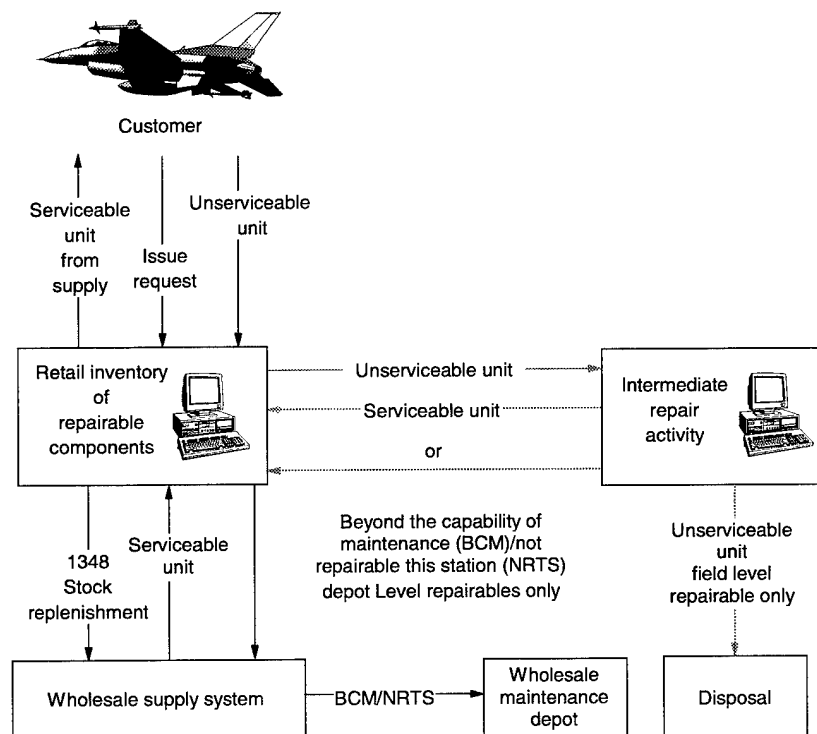 Customer
Serviceable
unit
from
supply
Issue
request
Unserviceable
unit
Retail inventory
of
repairable
components
Unserviceable unit
Serviceable unit
or
Intermediate
repair
activity
Beyond the capability of
maintenance (BCM)/not
repairable this station (NRTS)
depot Level repairables only
1348
Stock
replenishment
Serviceable
unit
Unserviceable
unit
field level
repairable only
Wholesale supply system
BCM/NRTS
Wholesale
maintenance
depot
Disposal